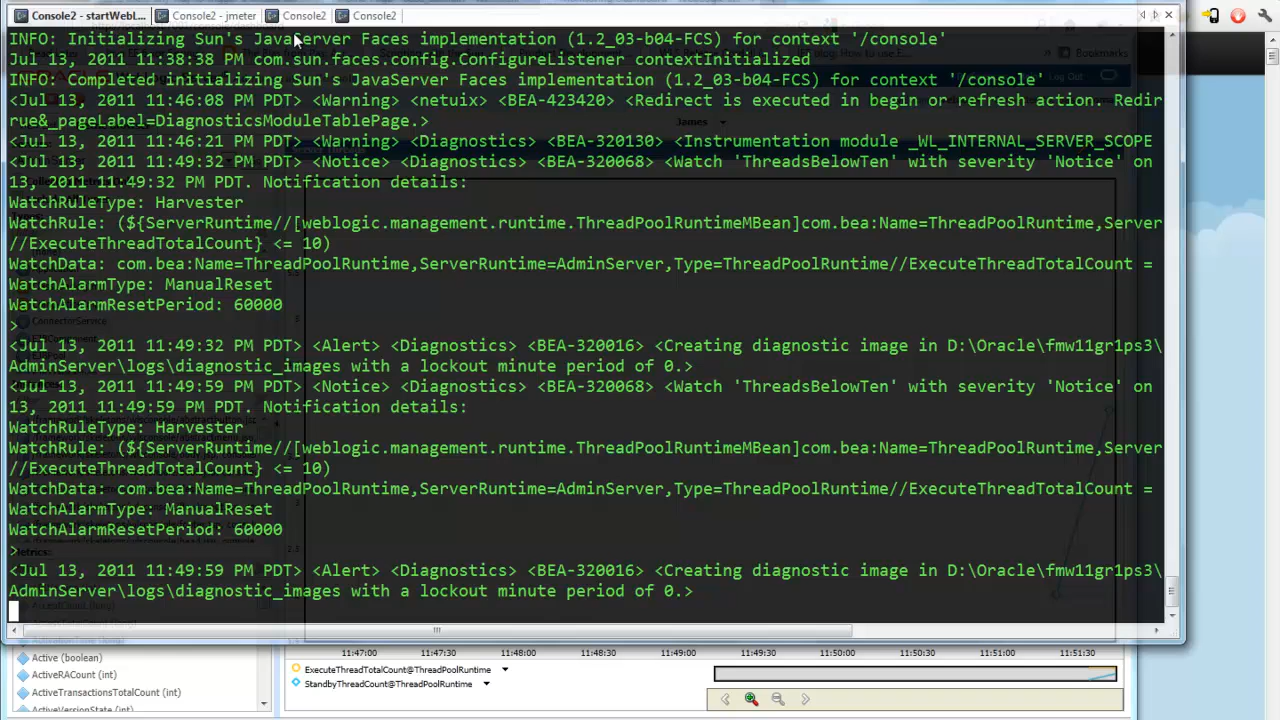 Console2 - startWebL...
Console2 - jmeter
Console2
Console2
INFO: Initializing Sun's JavaServer Faces implementation (1.2_03-b04-FCS) for context '/console'
Jul 13, 2011 11:38:38 PM com.sun.faces.config.ConfigureListener contextInitialized
INFO: Completed initializing Sun's JavaServer Faces implementation (1.2_03-b04-FCS) for context '/console'
<Jul 13, 2011 11:46:08 PM PDT> <Warning> <netuix> <BEA-423420> <Redirect is executed in begin or refresh action. Redir
rue&_pageLabel=DiagnosticsModuleTablePage.>
<Jul 13, 2011 11:46:21 PM PDT> <Warning> <Diagnostics> <BEA-320130> <Instrumentation module _WL_INTERNAL_SERVER_SCOPE
<Jul 13, 2011 11:49:32 PM PDT> <Notice> <Diagnostics> <BEA-320068> <Watch 'ThreadsBelowTen' with severity 'Notice' on
13, 2011 11:49:32 PM PDT. Notification details:
WatchRuleType: Harvester
WatchRule: (${ServerRuntime//[weblogic.management.runtime.ThreadPoolRuntimeMBean]com.bea:Name=ThreadPoolRuntime,Server
//ExecuteThreadTotalCount} <= 10)
WatchData: com.bea:Name=ThreadPoolRuntime,ServerRuntime=AdminServer,Type=ThreadPoolRuntime//ExecuteThreadTotalCount =
WatchAlarmType: ManualReset
WatchAlarmResetPeriod: 60000
>
<Jul 13, 2011 11:49:32 PM PDT> <Alert> <Diagnostics> <BEA-320016> <Creating diagnostic image in D:\Oracle\fmw11gr1ps3\
AdminServer\logs\diagnostic_images with a lockout minute period of 0.>
<Jul 13, 2011 11:49:59 PM PDT> <Notice> <Diagnostics> <BEA-320068> <Watch 'ThreadsBelowTen' with severity 'Notice' on
13, 2011 11:49:59 PM PDT. Notification details:
WatchRuleType: Harvester
WatchRule: (${ServerRuntime//[weblogic.management.runtime.ThreadPoolRuntimeMBean]com.bea:Name=ThreadPoolRuntime,Server
//ExecuteThreadTotalCount} <= 10)
WatchData: com.bea:Name=ThreadPoolRuntime,ServerRuntime=AdminServer,Type=ThreadPoolRuntime//ExecuteThreadTotalCount =
WatchAlarmType: ManualReset
WatchAlarmResetPeriod: 60000
>
<Jul 13, 2011 11:49:59 PM PDT> <Alert> <Diagnostics> <BEA-320016> <Creating diagnostic image in D:\Oracle\fmw11gr1ps3\
AdminServer\logs\diagnostic_images with a lockout minute period of 0.>
Bookmarks
Log Out
James
ConnectorService
Metrics:
Active (boolean)
ActiveRACount (int)
ActiveTransactionsTotalCount (int)
ActiveVersionState (int)
2.5
11:47:00 11:47:30 11:48:00 11:48:30 11:49:00 11:49:30 11:50:00 11:50:30 11:51:00 11:51:30
ExecuteThreadTotalCount@ThreadPoolRuntime
StandbyThreadCount@ThreadPoolRuntime